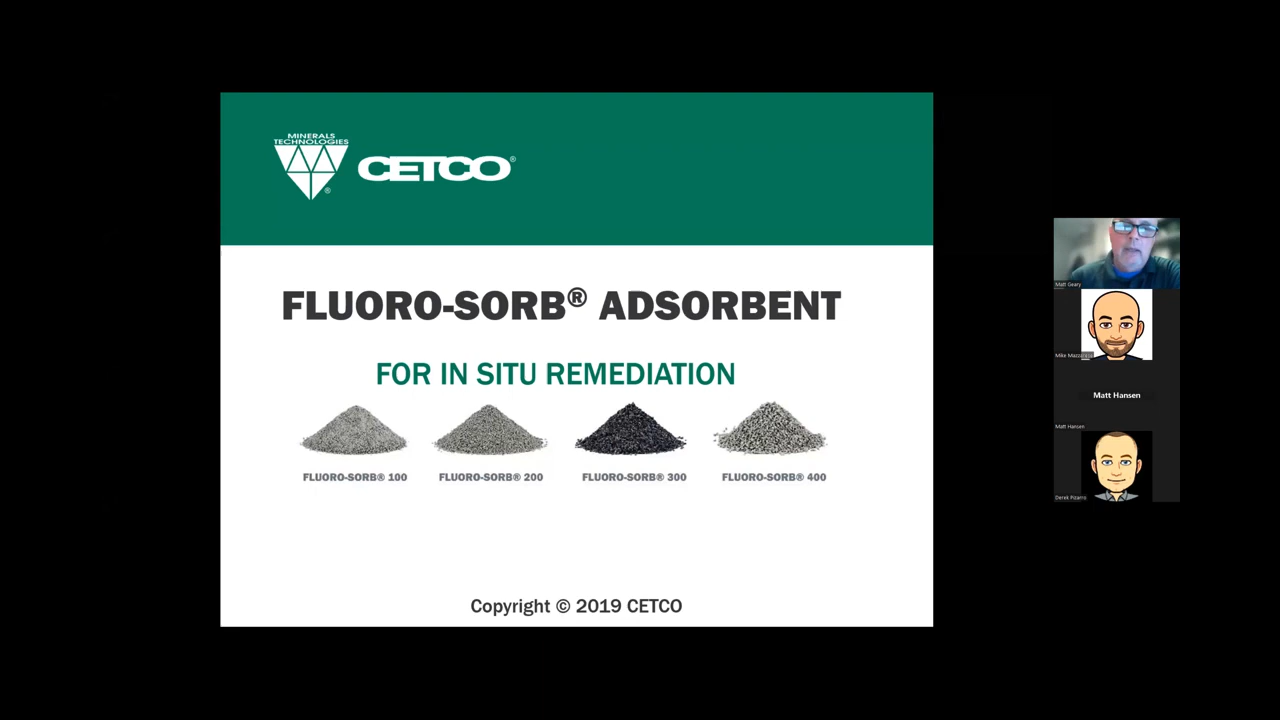 MINERALS
TECHNOLOGIES
CETCO®
®
FLUORO-SORB® ADSORBENT
FOR IN SITU REMEDIATION
FLUORO-SORB® 100
FLUORO-SORB® 200
FLUORO-SORB® 300
FLUORO-SORB® 400
Copyright © 2019 CETCO
Matt Geary
Mike
Matt Hansen
Matt Hansen
Derek Pizarro